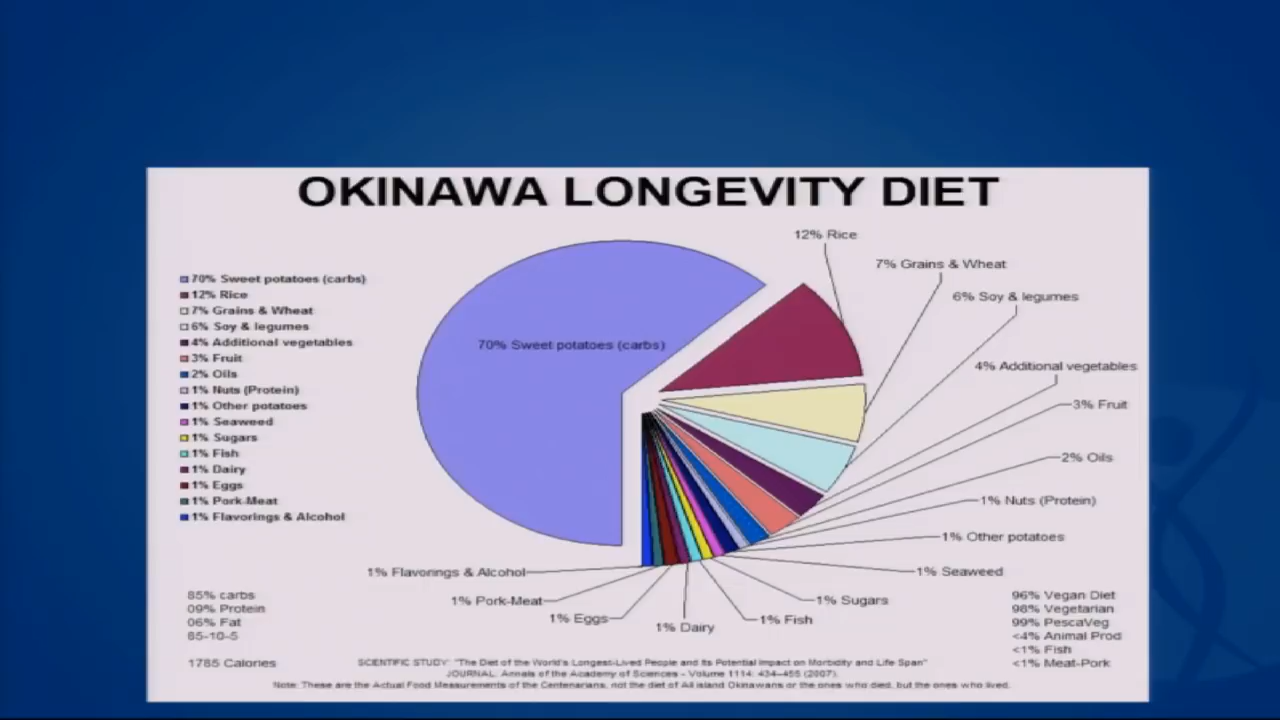 OKINAWA LONGEVITY DIET
70% Sweet potatoes (carbs)
12% Rice
7% Grains & Wheat
6% Soy & legumes
4% Additional vegetables
3% Fruit
2% Oils
1% Nuts (Protein)
1% Other potatoes
1% Seaweed
1% Sugars
1% Fish
1% Dairy
1% Eggs
1% Pork-Meat
1% Flavorings & Alcohol
70% Sweet potatoes (carbs)
12% Rice
7% Grains & Wheat
6% Soy & legumes
4% Additional vegetables
3% Fruit
2% Oils
1% Nuts (Protein)
1% Other potatoes
1% Seaweed
1% Sugars
1% Fish
1% Dairy
1% Eggs
1% Pork-Meat
1% Flavorings & Alcohol
85% carbs
09% Protein
06% Fat
85-10-5
1785 Calories
96% Vegan Diet
98% Vegetarian
99% PescaVeg
<4% Animal Prod
<1% Fish
<1% Meat-Pork
SCIENTIFIC STUDY: "The Diet of the World's Longest-Lived People and Its Potential Impact on Morbidity and Life Span"
JOURNAL: Annals of the Academy of Sciences - Volume 1114: 434-455 (2007).
Note: These are the Actual Food Measurements of the Centenarians, not the diet of All island Okinawans or the ones who died, but the ones who lived.